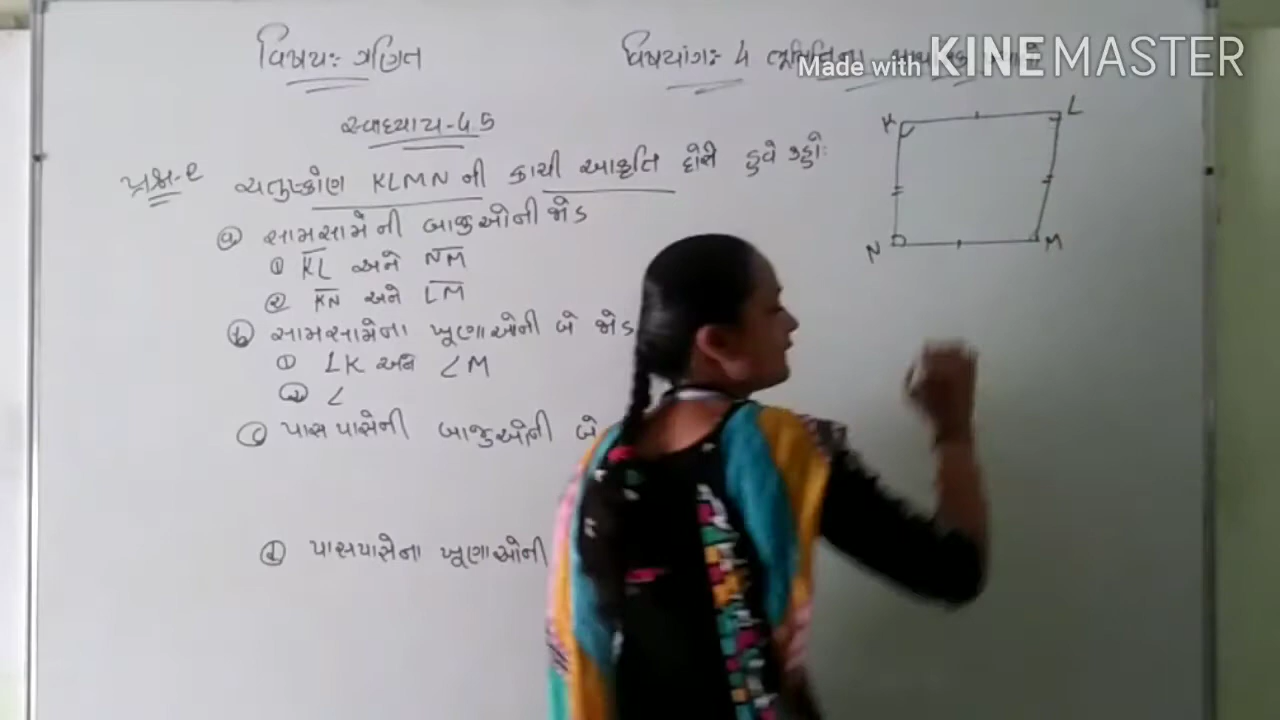 વિષય: ગણિત
વિષયાંગ: 4
Made with KINEMASTER
સ્વાધ્યાય-4.5
પ્રશ્ન-૨ ચતુષ્કોણ KLMN ની કાચી આકૃતિ દોરી હવે કહો:
K L
N M
ⓐ સામસામેની બાજુઓની જોડ
① KL અને NM
② KN અને LM
ⓑ સામસામેના ખૂણાઓની બે જોડ
① ∠K અને ∠M
② ∠
ⓒ પાસપાસેની બાજુઓની બે
ⓓ પાસપાસેના ખૂણાઓની